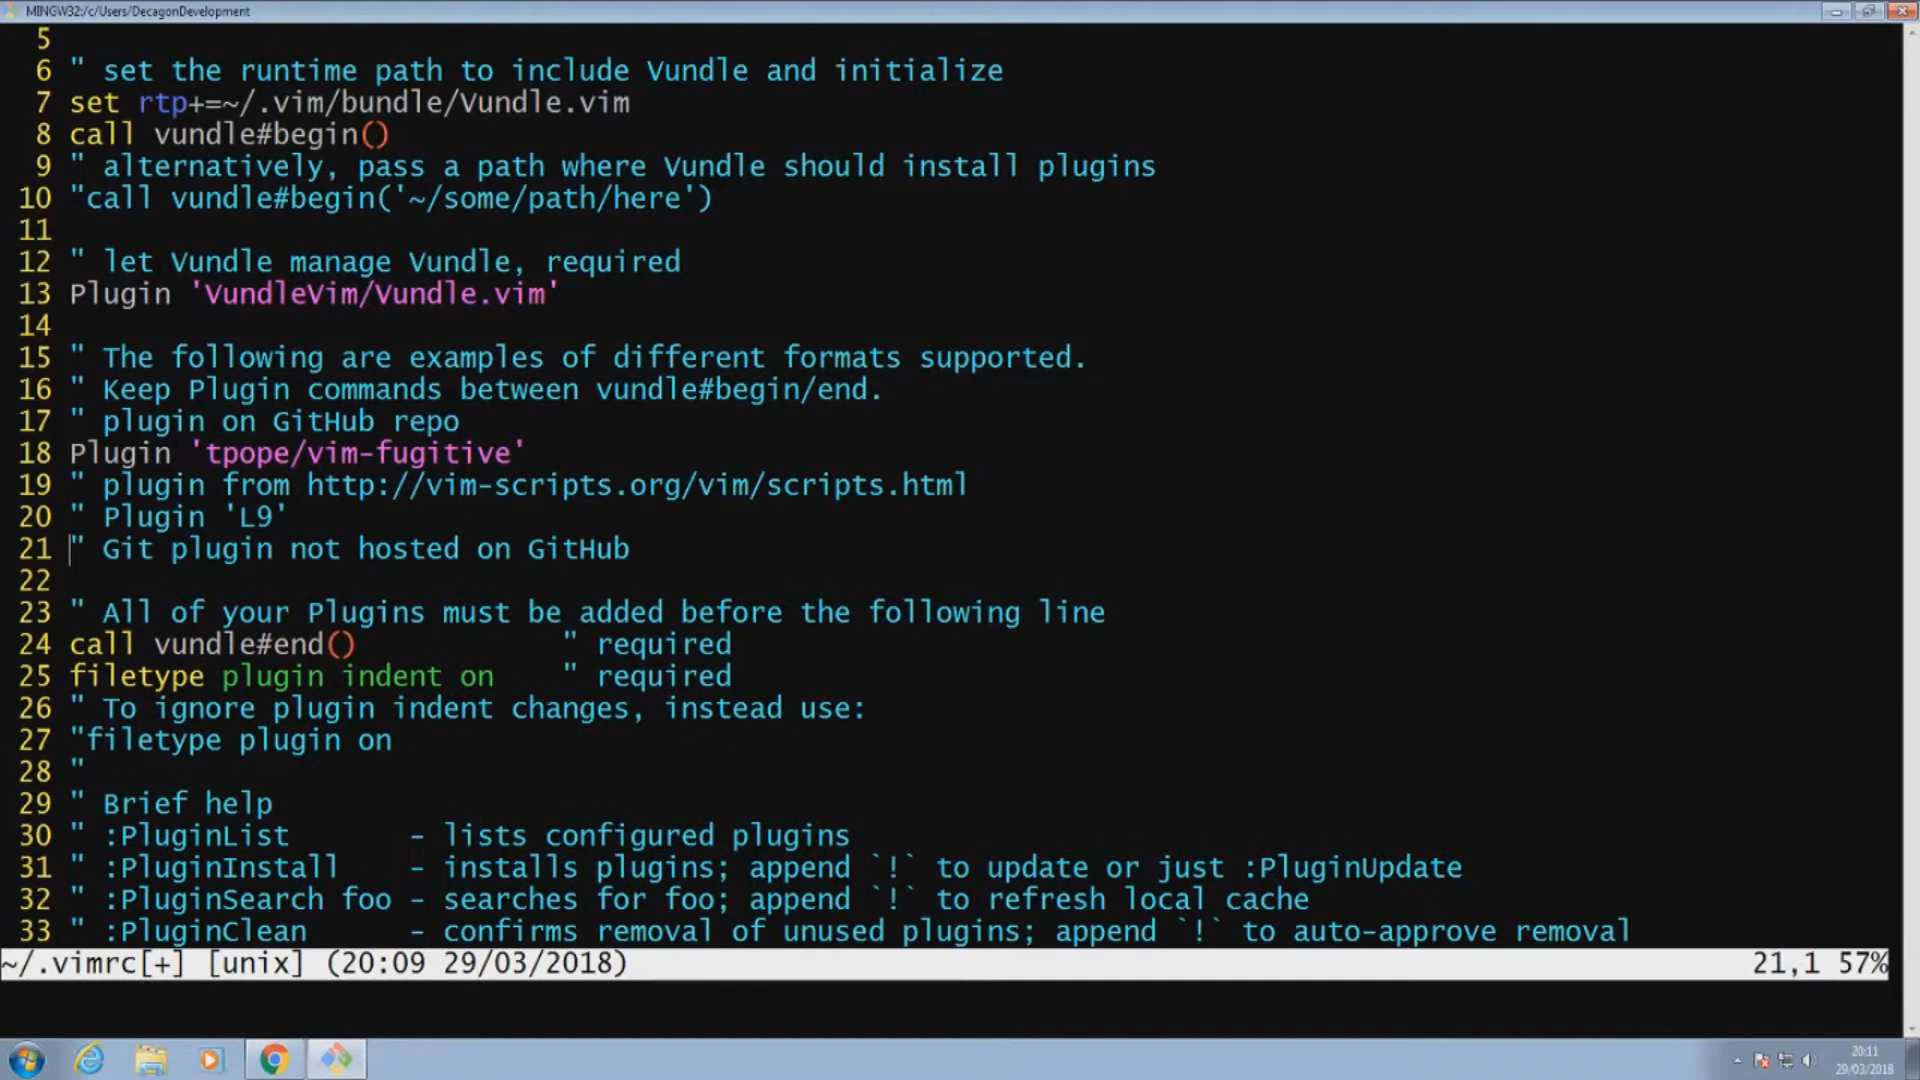 MINGW32:/c/Users/DecagonDevelopment
5
6 " set the runtime path to include Vundle and initialize
7 set rtp+=~/.vim/bundle/Vundle.vim
8 call vundle#begin()
9 " alternatively, pass a path where Vundle should install plugins
10 "call vundle#begin('~/some/path/here')
11
12 " let Vundle manage Vundle, required
13 Plugin 'VundleVim/Vundle.vim'
14
15 " The following are examples of different formats supported.
16 " Keep Plugin commands between vundle#begin/end.
17 " plugin on GitHub repo
18 Plugin 'tpope/vim-fugitive'
19 " plugin from http://vim-scripts.org/vim/scripts.html
20 " Plugin 'L9'
21 " Git plugin not hosted on GitHub
22
23 " All of your Plugins must be added before the following line
24 call vundle#end()            " required
25 filetype plugin indent on    " required
26 " To ignore plugin indent changes, instead use:
27 "filetype plugin on
28 "
29 " Brief help
30 " :PluginList       - lists configured plugins
31 " :PluginInstall    - installs plugins; append `!` to update or just :PluginUpdate
32 " :PluginSearch foo - searches for foo; append `!` to refresh local cache
33 " :PluginClean      - confirms removal of unused plugins; append `!` to auto-approve removal
~/.vimrc[+] [unix] (20:09 29/03/2018) 21,1 57%
20:11
29/03/2018